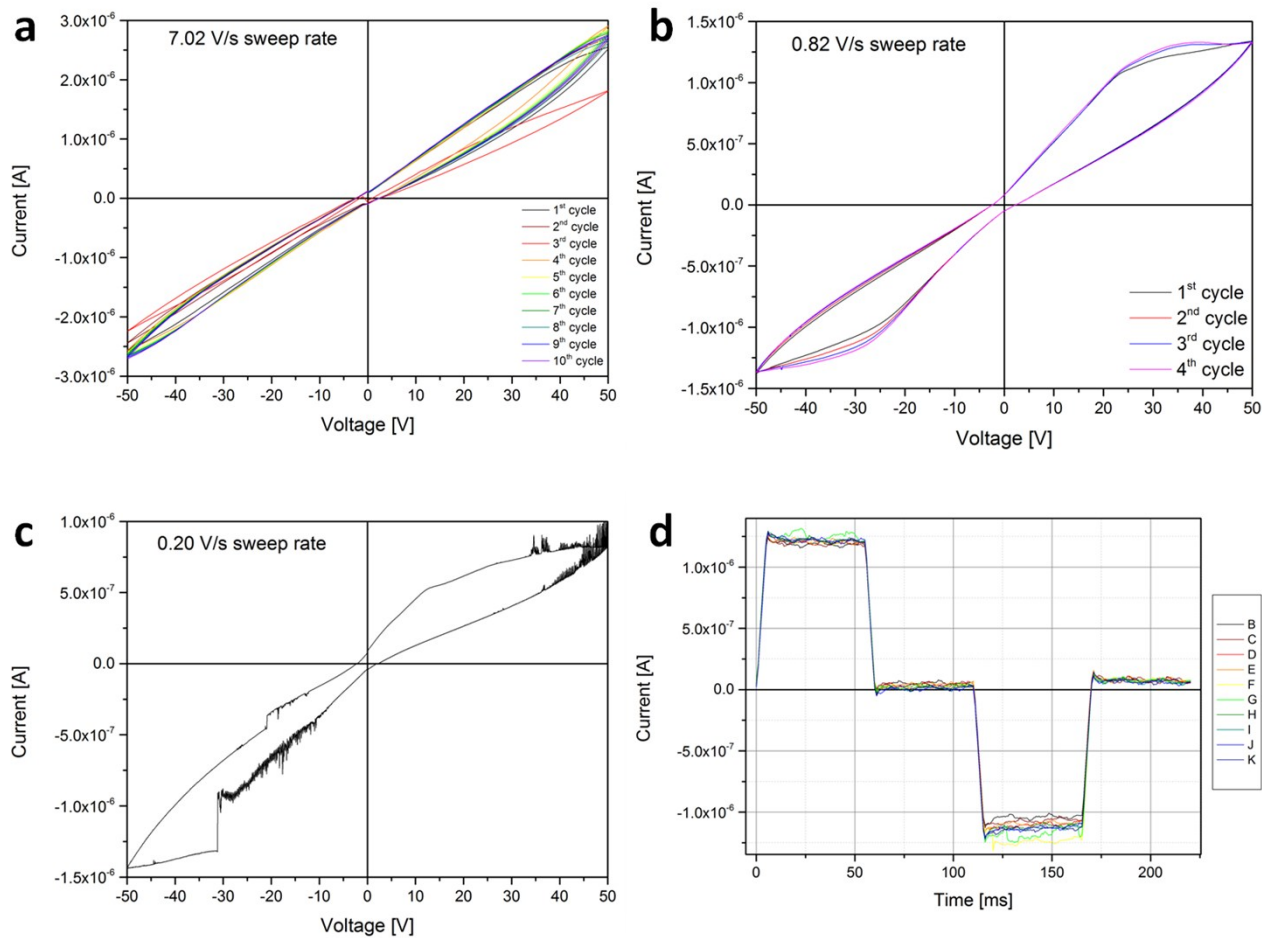 a
7.02 V/s sweep rate
3.0x10⁻⁶
2.0x10⁻⁶
1.0x10⁻⁶
0.0
-1.0x10⁻⁶
-2.0x10⁻⁶
-3.0x10⁻⁶
Current [A]
1ˢᵗ cycle
2ⁿᵈ cycle
3ʳᵈ cycle
4ᵗʰ cycle
5ᵗʰ cycle
6ᵗʰ cycle
7ᵗʰ cycle
8ᵗʰ cycle
9ᵗʰ cycle
10ᵗʰ cycle
-50 -40 -30 -20 -10 0 10 20 30 40 50
Voltage [V]
b
0.82 V/s sweep rate
1.5x10⁻⁶
1.0x10⁻⁶
5.0x10⁻⁷
0.0
-5.0x10⁻⁷
-1.0x10⁻⁶
-1.5x10⁻⁶
Current [A]
1ˢᵗ cycle
2ⁿᵈ cycle
3ʳᵈ cycle
4ᵗʰ cycle
-50 -40 -30 -20 -10 0 10 20 30 40 50
Voltage [V]
c
0.20 V/s sweep rate
1.0x10⁻⁶
5.0x10⁻⁷
0.0
-5.0x10⁻⁷
-1.0x10⁻⁶
-1.5x10⁻⁶
Current [A]
-50 -40 -30 -20 -10 0 10 20 30 40 50
Voltage [V]
d
1.0x10⁻⁶
5.0x10⁻⁷
0.0
-5.0x10⁻⁷
-1.0x10⁻⁶
Current [A]
B
C
D
E
F
G
H
I
J
K
0 50 100 150 200
Time [ms]